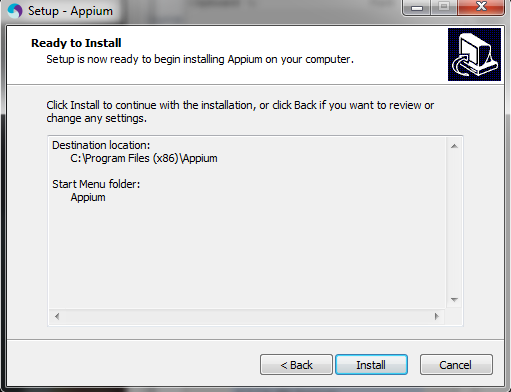 Setup - Appium
Ready to Install
Setup is now ready to begin installing Appium on your computer.
Click Install to continue with the installation, or click Back if you want to review or
change any settings.
Destination location:
C:\Program Files (x86)\Appium
Start Menu folder:
Appium
< Back
Install
Cancel